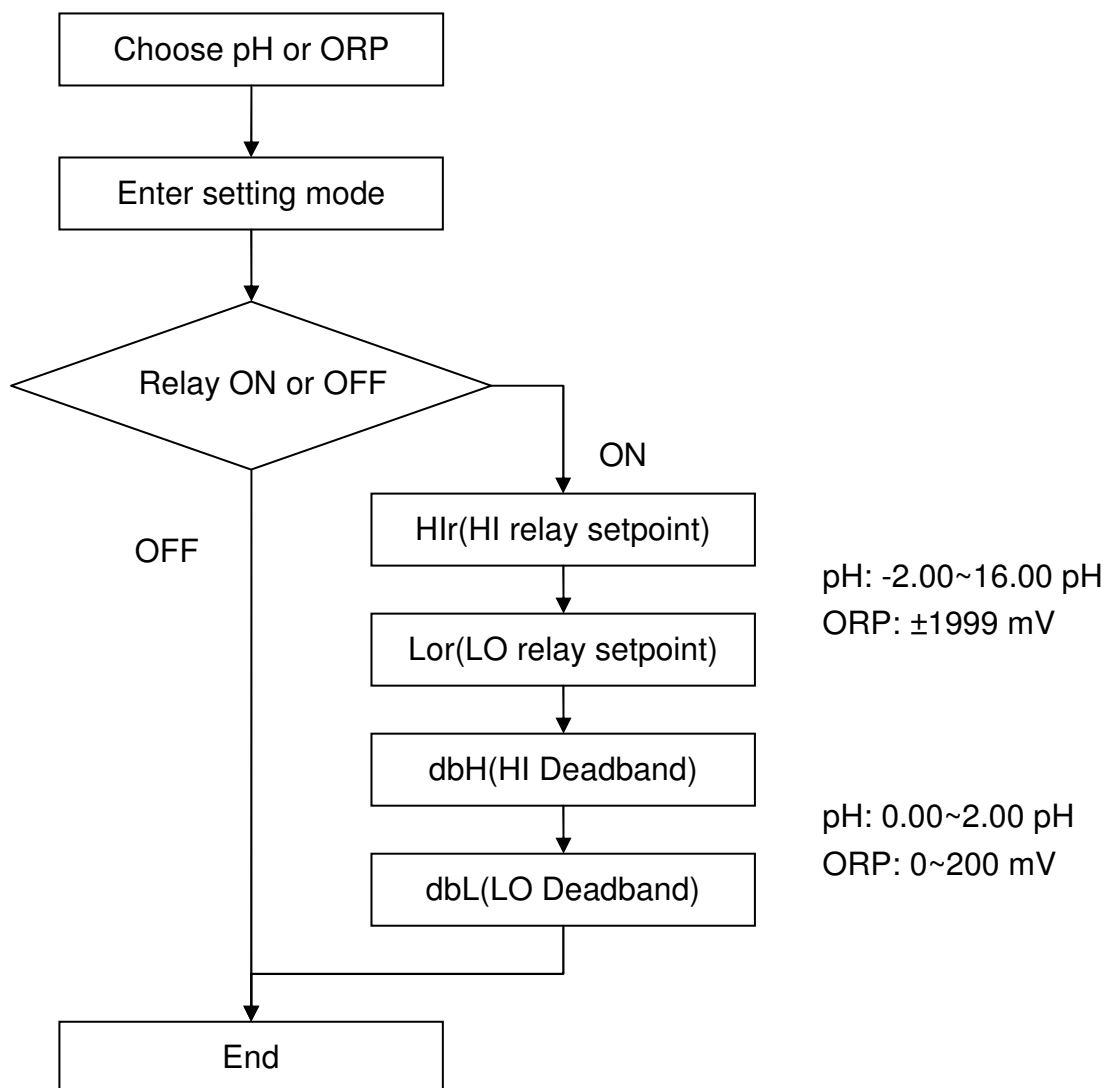 Choose pH or ORP
Enter setting mode
Relay ON or OFF
ON
OFF
HIr(HI relay setpoint)
Lor(LO relay setpoint)
pH: -2.00~16.00 pH
ORP: ±1999 mV
dbH(HI Deadband)
dbL(LO Deadband)
pH: 0.00~2.00 pH
ORP: 0~200 mV
End